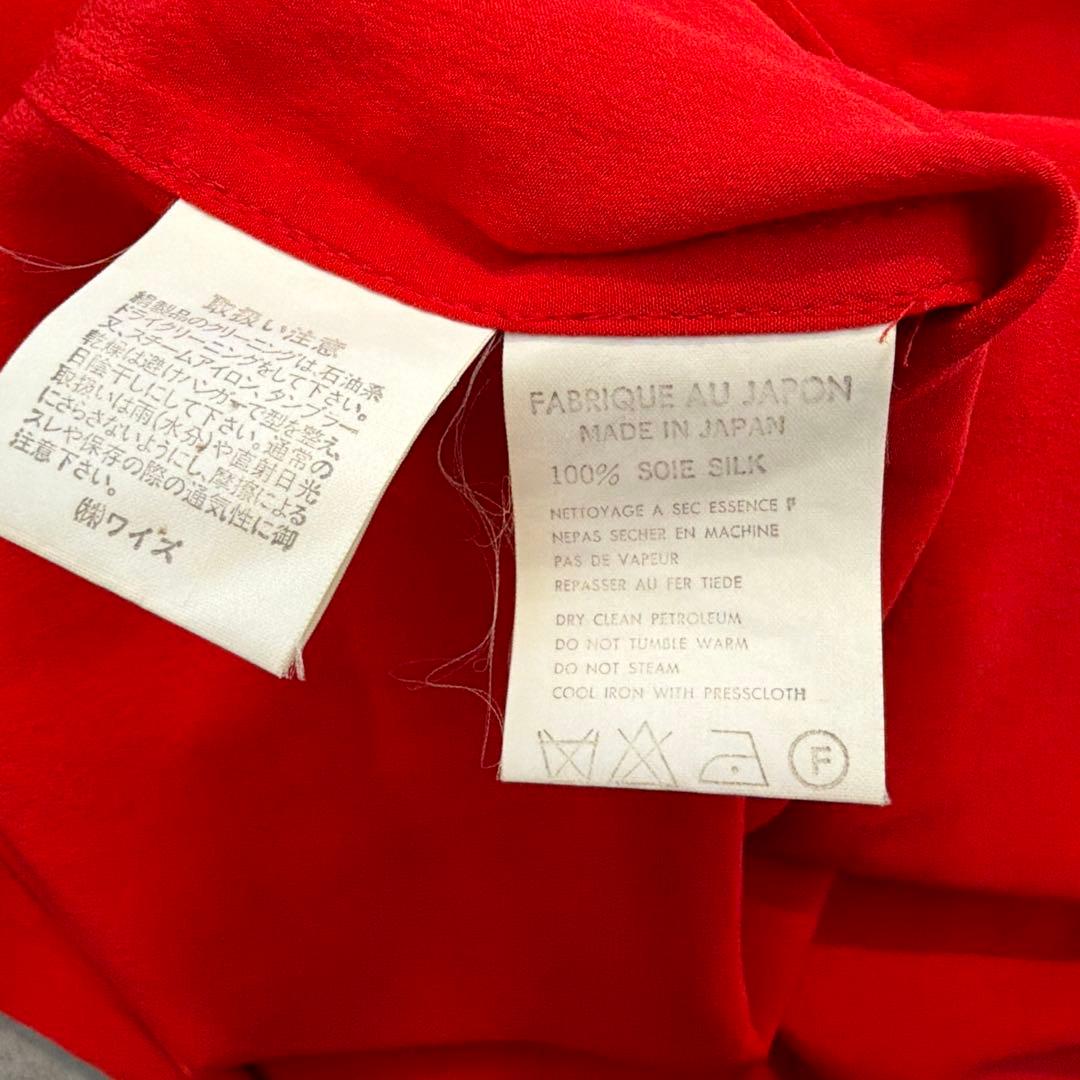 取扱い注意
絹製品のクリーニングは石油系
ドライクリーニングをして下さい。
又、スチームアイロン、タンブラー
乾燥は避けハンガーで型を整え、
日陰干しにして下さい。通常の
取扱いは雨(水分)や直射日光
にさらさないようにし、摩擦による
スレや保存の際の通気性に御
注意下さい。
㈱ワイズ
FABRIQUE AU JAPON
MADE IN JAPAN
100% SOIE SILK
NETTOYAGE A SEC ESSENCE F
NEPAS SECHER EN MACHINE
PAS DE VAPEUR
REPASSER AU FER TIEDE
DRY CLEAN PETROLEUM
DO NOT TUMBLE WARM
DO NOT STEAM
COOL IRON WITH PRESSCLOTH
F